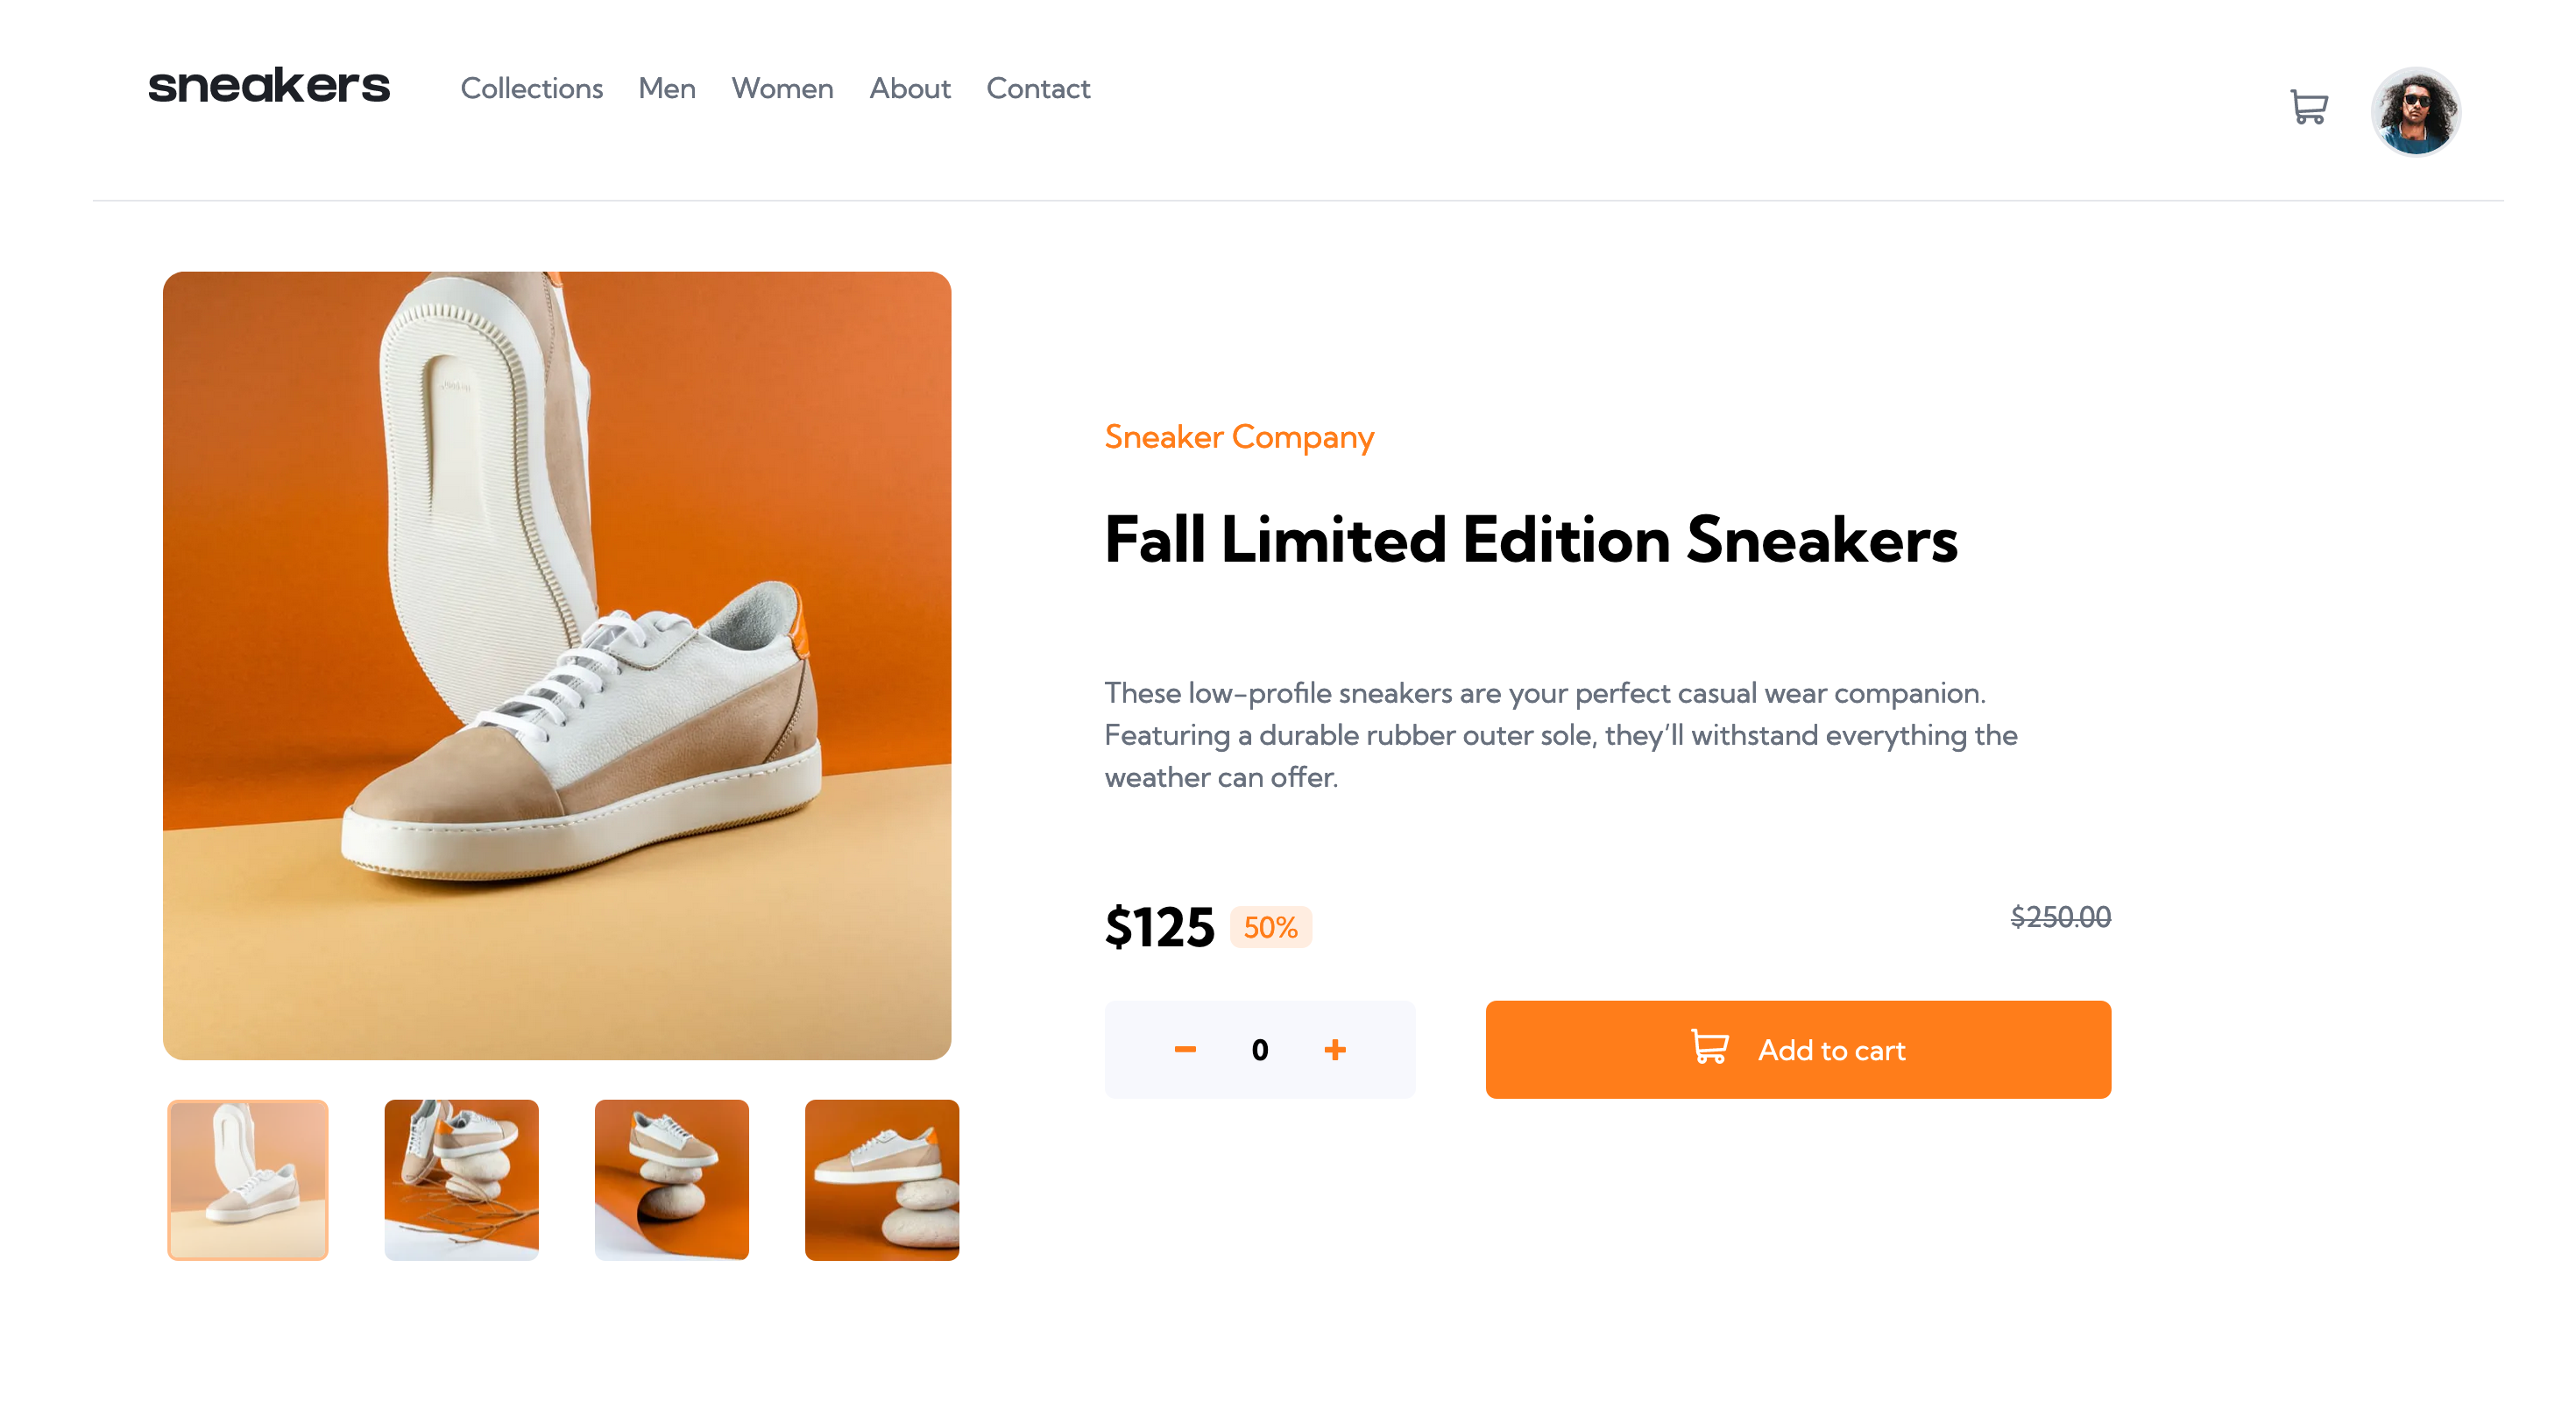 sneakers
Collections Men Women About Contact
Sneaker Company
Fall Limited Edition Sneakers
These low-profile sneakers are your perfect casual wear companion.
Featuring a durable rubber outer sole, they’ll withstand everything the
weather can offer.
$125 50% $250.00
0 Add to cart